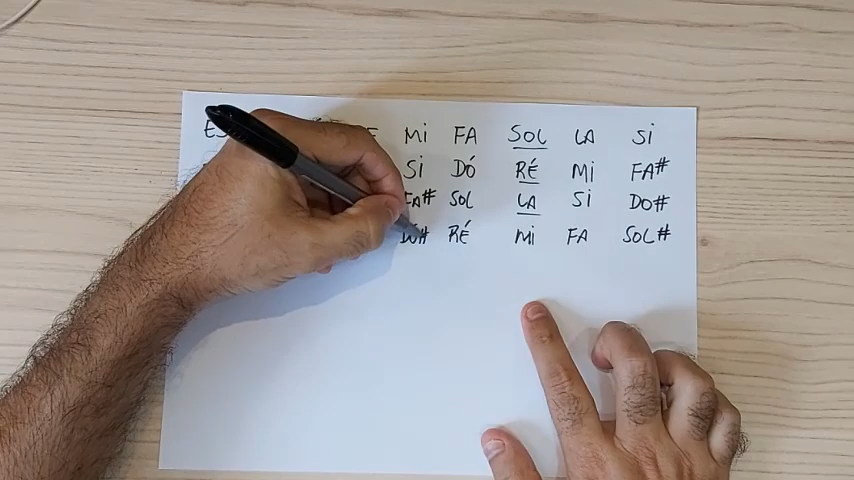 MI FA SOL LA SI
SI DÓ RÉ MI FA#
FA# SOL LA SI DO#
DÓ# RÉ MI FA SOL#